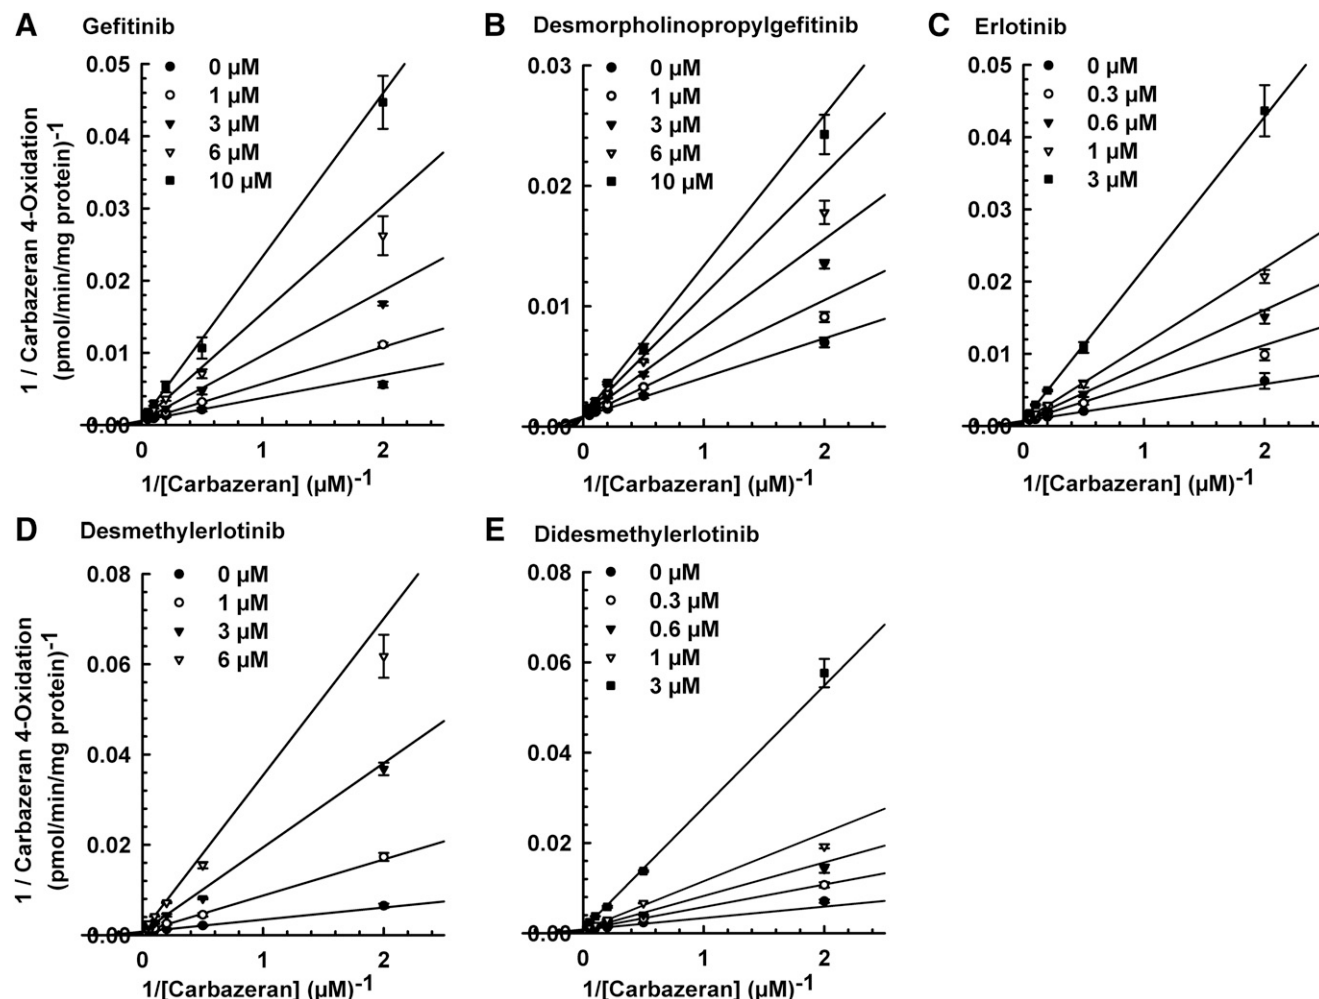 A Gefitinib
1 / Carbazeran 4-Oxidation
(pmol/min/mg protein)-1
0.05
0.04
0.03
0.02
0.01
0.00
0 µM
1 µM
3 µM
6 µM
10 µM
0 1 2
1/[Carbazeran] (µM)-1
B Desmorpholinopropylgefitinib
0.03
0.02
0.01
0.00
0 µM
1 µM
3 µM
6 µM
10 µM
0 1 2
1/[Carbazeran] (µM)-1
C Erlotinib
0.05
0.04
0.03
0.02
0.01
0.00
0 µM
0.3 µM
0.6 µM
1 µM
3 µM
0 1 2
1/[Carbazeran] (µM)-1
D Desmethylerlotinib
1 / Carbazeran 4-Oxidation
(pmol/min/mg protein)-1
0.08
0.06
0.04
0.02
0.00
0 µM
1 µM
3 µM
6 µM
0 1 2
1/[Carbazeran] (µM)-1
E Didesmethylerlotinib
0.08
0.06
0.04
0.02
0.00
0 µM
0.3 µM
0.6 µM
1 µM
3 µM
0 1 2
1/[Carbazeran] (µM)-1